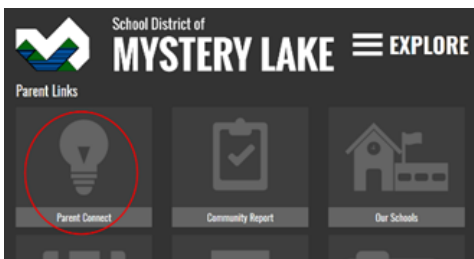 School District of
MYSTERY LAKE
EXPLORE
Parent Links
Parent Connect
Community Report
Our Schools